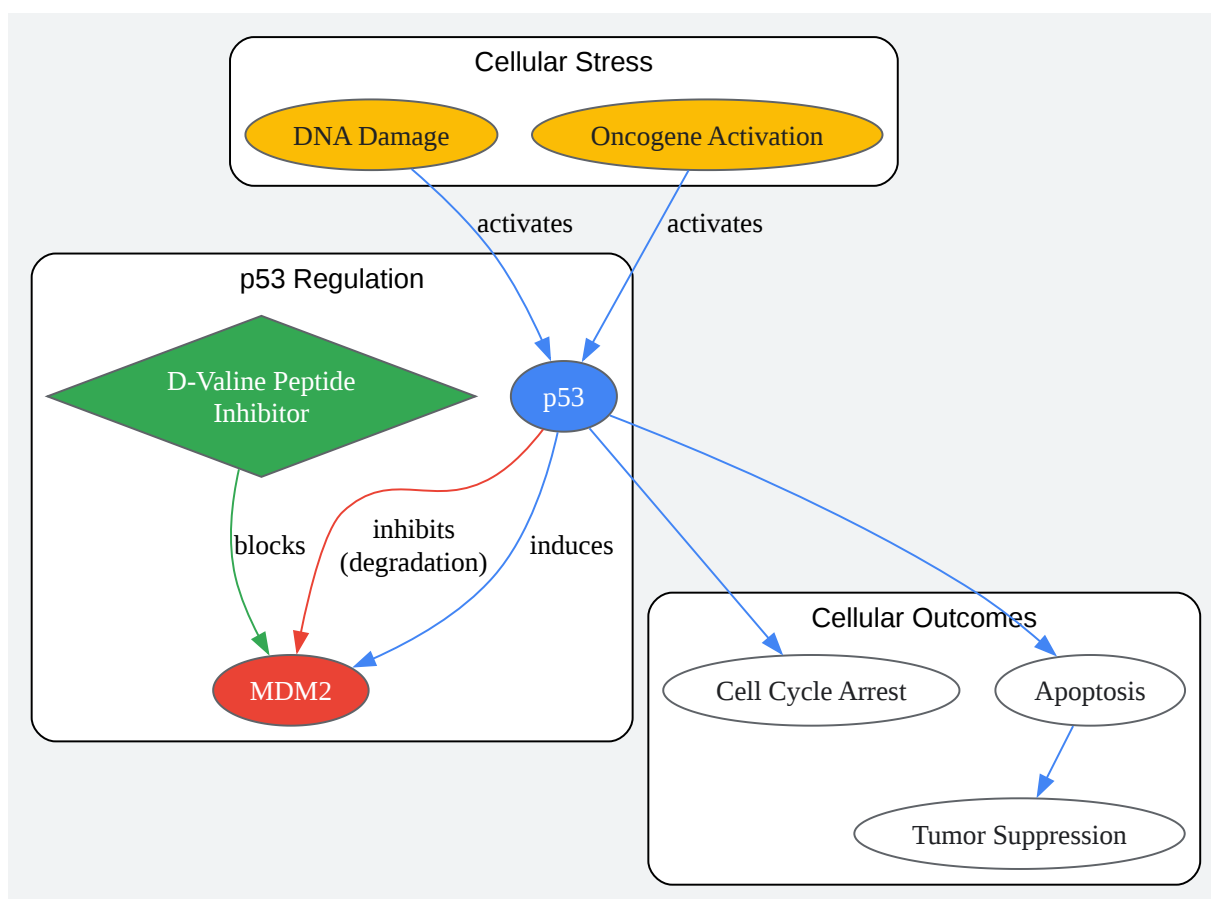 Cellular Stress
DNA Damage
Oncogene Activation
activates
activates
p53 Regulation
D-Valine Peptide
Inhibitor
p53
blocks
inhibits
(degradation)
induces
MDM2
Cellular Outcomes
Cell Cycle Arrest
Apoptosis
Tumor Suppression